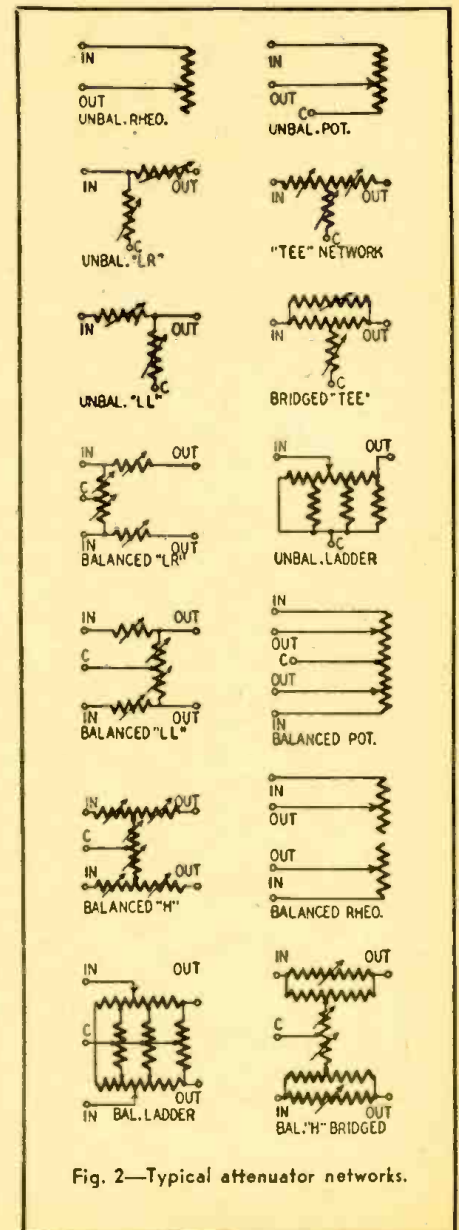 IN
OUT
UNBAL. RHEO.
IN
OUT
C
UNBAL. POT.
IN OUT
C
UNBAL. "LR"
IN OUT
C
"TEE" NETWORK
IN OUT
C
UNBAL. "LL"
IN OUT
C
BRIDGED "TEE"
IN OUT
C
IN OUT
BALANCED "LR"
IN OUT
C
UNBAL. LADDER
IN OUT
C
IN OUT
BALANCED "LL"
IN
OUT
C
OUT
IN
BALANCED POT.
IN OUT
C
IN OUT
BALANCED "H"
IN
OUT
OUT
IN
BALANCED RHEO.
IN OUT
C
IN OUT
BAL. LADDER
IN OUT
C
IN OUT
BAL. "H" BRIDGED
Fig. 2—Typical attenuator networks.